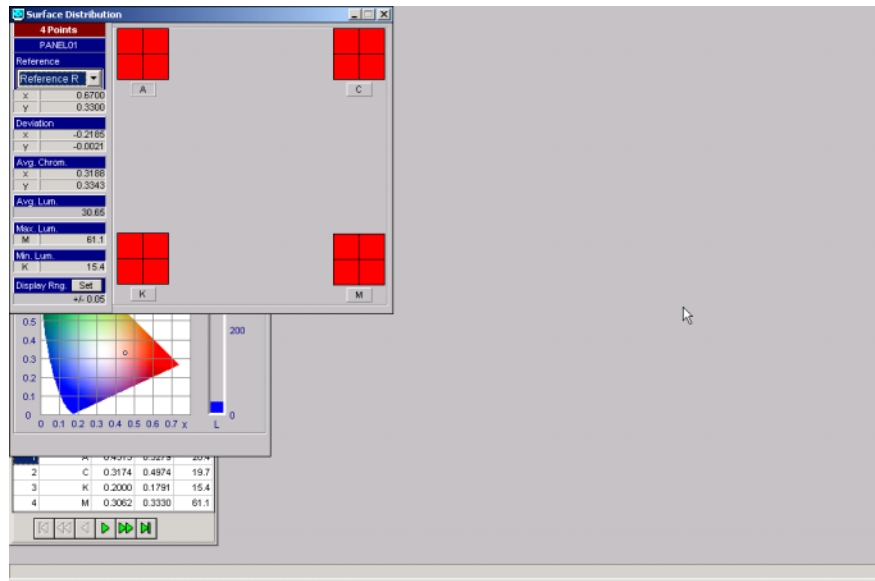 Surface Distribution
4 Points
PANEL01
Reference
Reference R
x 0.6700
y 0.3300
Deviation
x -0.2185
y -0.0021
Avg. Chrom.
x 0.3188
y 0.3343
Avg. Lum.
30.65
Max. Lum.
M 61.1
Min. Lum.
K 15.4
Display Rng. Set
+/- 0.05
A
C
K
M
0.5
0.4
0.3
0.2
0.1
0
0 0.1 0.2 0.3 0.4 0.5 0.6 0.7 x
200
0
L
2 C 0.3174 0.4974 19.7
3 K 0.2000 0.1791 15.4
4 M 0.3062 0.3330 61.1